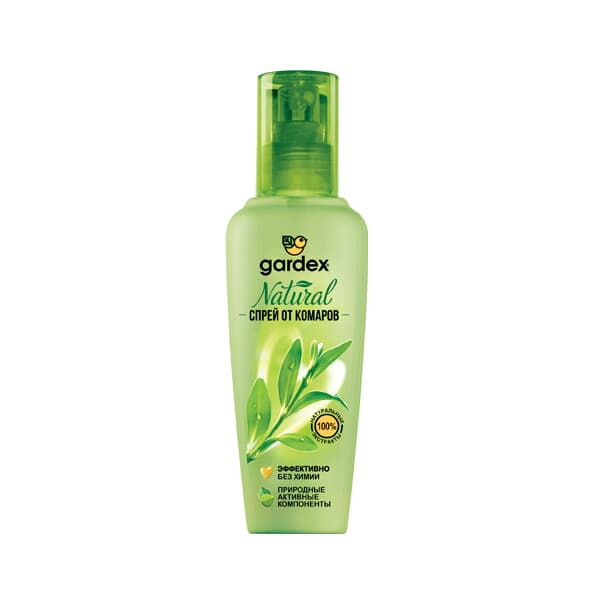 gardex
Natural
СПРЕЙ ОТ КОМАРОВ
НАТУРАЛЬНЫЕ
100%
ЭКСТРАКТЫ
ЭФФЕКТИВНО
БЕЗ ХИМИИ
ПРИРОДНЫЕ
АКТИВНЫЕ
КОМПОНЕНТЫ